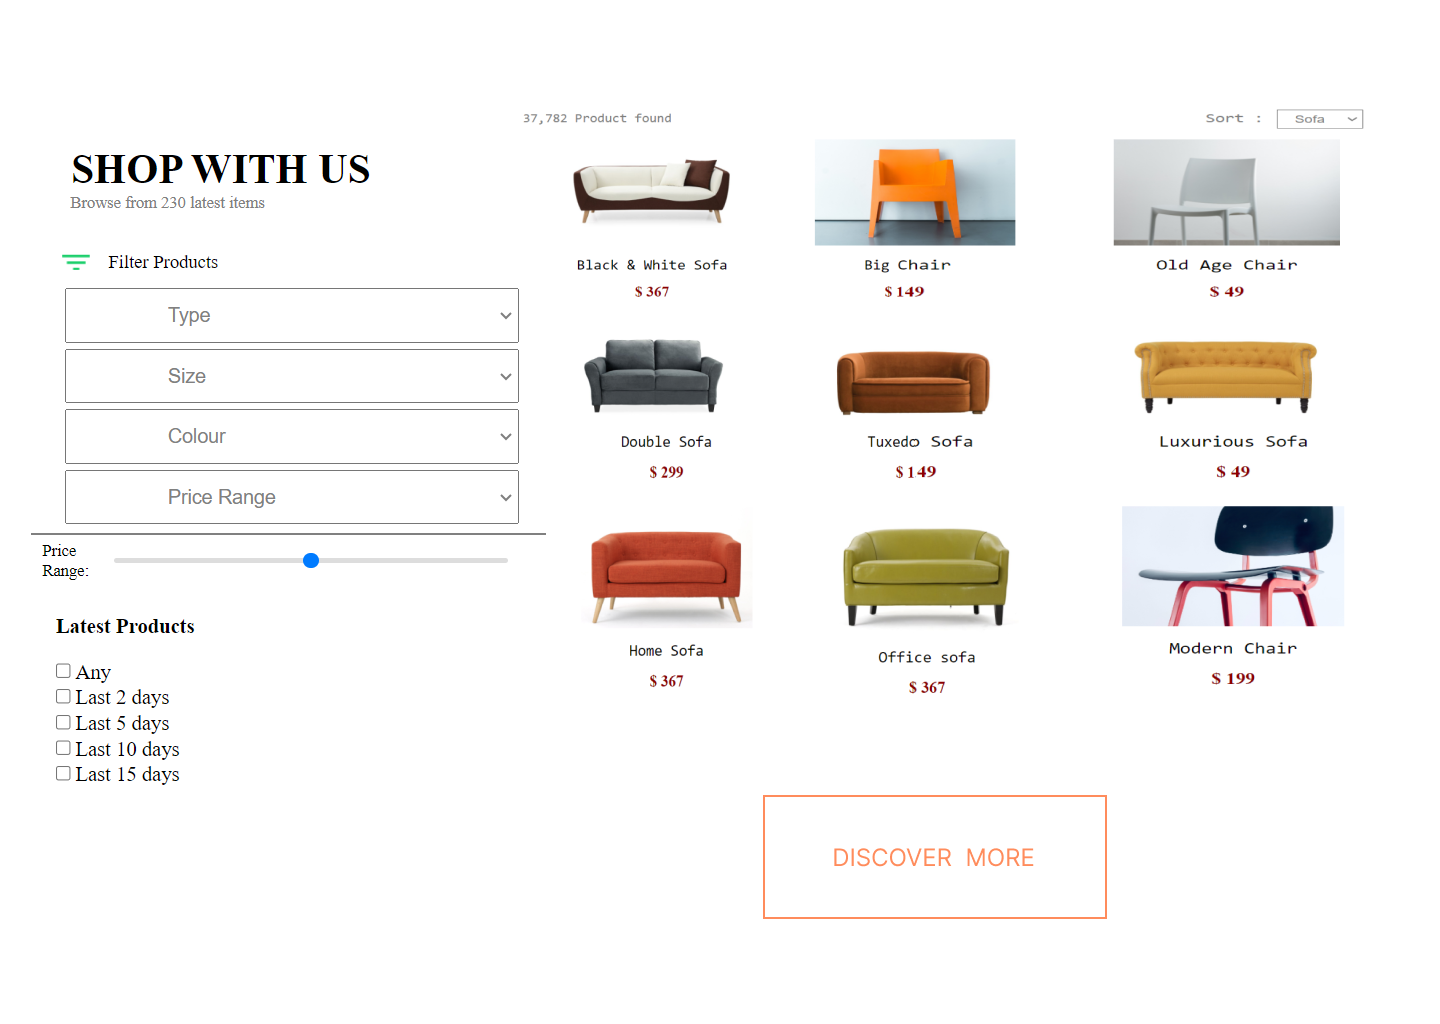 37,782 Product found
Sort :
Sofa
SHOP WITH US
Browse from 230 latest items
Filter Products
Type
Size
Colour
Price Range
Price
Range:
Latest Products
Any
Last 2 days
Last 5 days
Last 10 days
Last 15 days
Black & White Sofa
$ 367
Big Chair
$ 149
Old Age Chair
$ 49
Double Sofa
$ 299
Tuxedo Sofa
$ 149
Luxurious Sofa
$ 49
Home Sofa
$ 367
Office sofa
$ 367
Modern Chair
$ 199
DISCOVER MORE